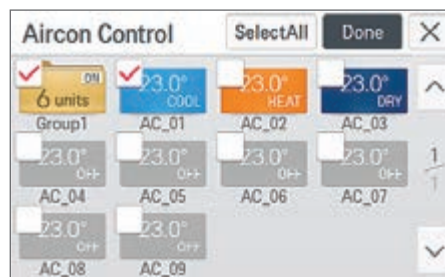 Aircon Control SelectAll Done
ON
6 units
Group1
23.0°
COOL
AC_01
23.0°
HEAT
AC_02
23.0°
DRY
AC_03
23.0°
OFF
AC_04
23.0°
OFF
AC_05
23.0°
OFF
AC_06
23.0°
OFF
AC_07
23.0°
OFF
AC_08
23.0°
OFF
AC_09
1/1